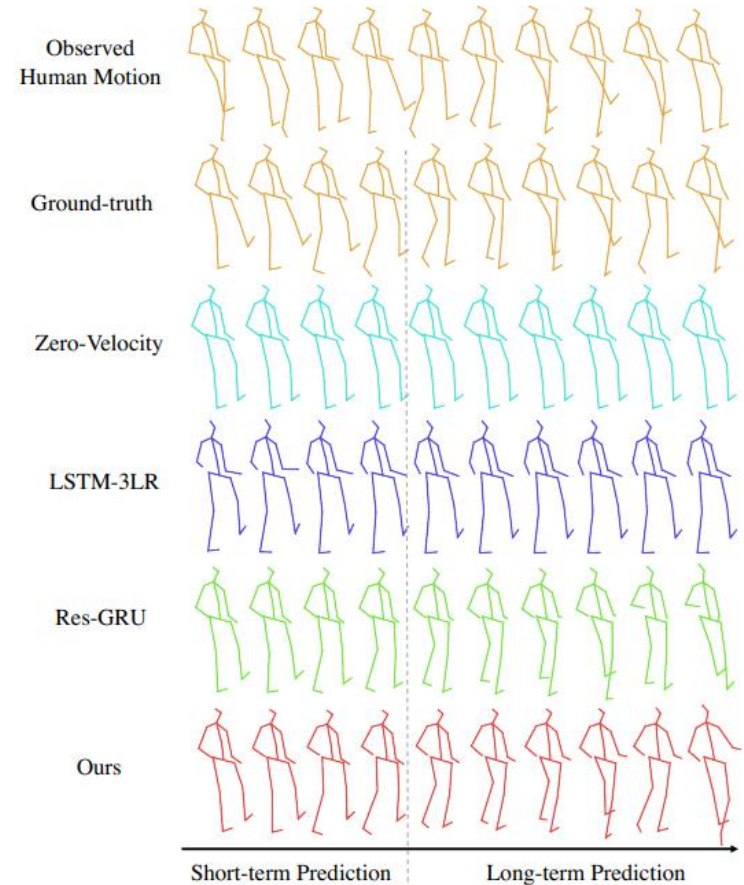 Observed
Human Motion
Ground-truth
Zero-Velocity
LSTM-3LR
Res-GRU
Ours
Short-term Prediction
Long-term Prediction